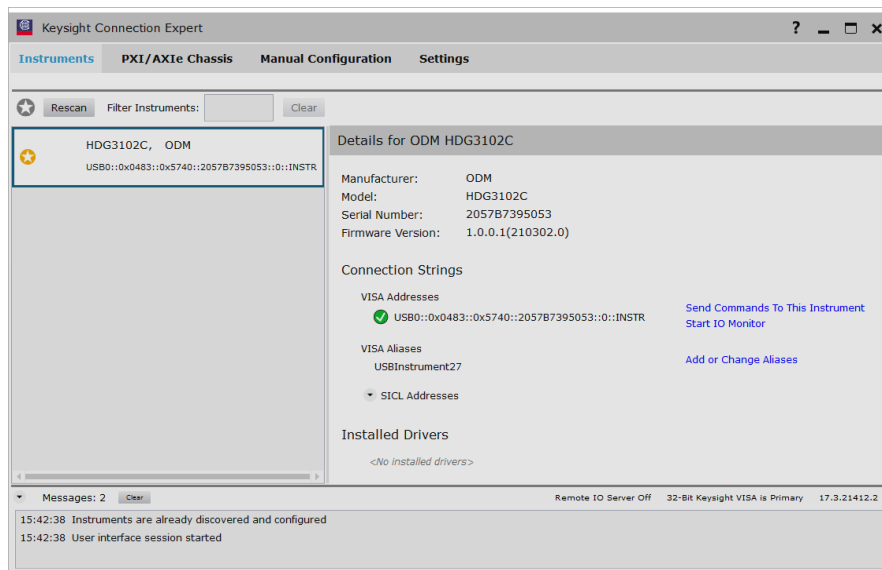 Keysight Connection Expert
?
Instruments PXI/AXIe Chassis Manual Configuration Settings
Rescan Filter Instruments: Clear
HDG3102C, ODM
USB0::0x0483::0x5740::2057B7395053::0::INSTR
Details for ODM HDG3102C
Manufacturer: ODM
Model: HDG3102C
Serial Number: 2057B7395053
Firmware Version: 1.0.0.1(210302.0)
Connection Strings
VISA Addresses
USB0::0x0483::0x5740::2057B7395053::0::INSTR
Send Commands To This Instrument
Start IO Monitor
VISA Aliases
USBInstrument27
Add or Change Aliases
SICL Addresses
Installed Drivers
<No installed drivers>
Messages: 2 Clear
Remote IO Server Off 32-Bit Keysight VISA is Primary 17.3.21412.2
15:42:38 Instruments are already discovered and configured
15:42:38 User interface session started